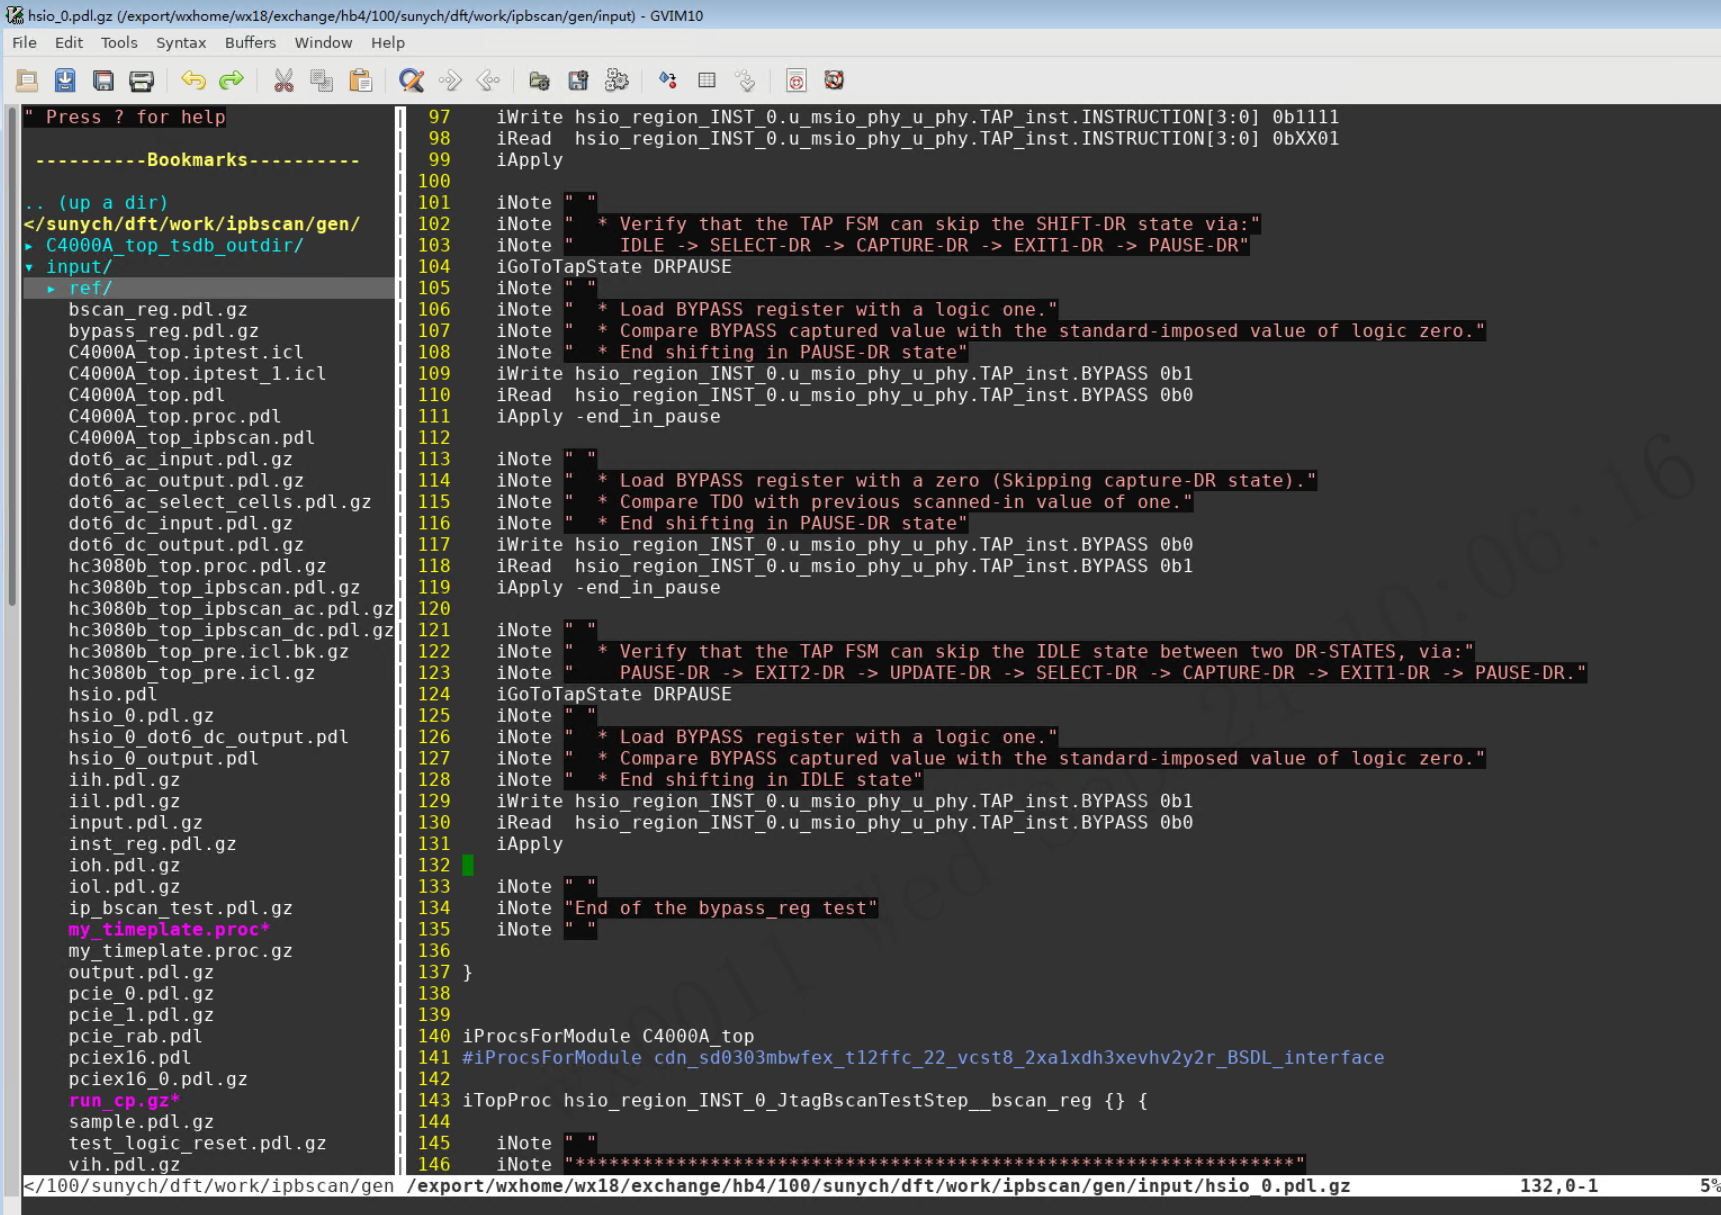 hsio_0.pdl.gz (/export/wxhome/wx18/exchange/hb4/100/sunych/dft/work/ipbscan/gen/input) - GVIM10
File Edit Tools Syntax Buffers Window Help
" Press ? for help
----------Bookmarks----------
.. (up a dir)
</sunych/dft/work/ipbscan/gen/
▸ C4000A_top_tsdb_outdir/
▾ input/
▸ ref/
bscan_reg.pdl.gz
bypass_reg.pdl.gz
C4000A_top.iptest.icl
C4000A_top.iptest_1.icl
C4000A_top.pdl
C4000A_top.proc.pdl
C4000A_top_ipbscan.pdl
dot6_ac_input.pdl.gz
dot6_ac_output.pdl.gz
dot6_ac_select_cells.pdl.gz
dot6_dc_input.pdl.gz
dot6_dc_output.pdl.gz
hc3080b_top.proc.pdl.gz
hc3080b_top_ipbscan.pdl.gz
hc3080b_top_ipbscan_ac.pdl.gz
hc3080b_top_ipbscan_dc.pdl.gz
hc3080b_top_pre.icl.bk.gz
hc3080b_top_pre.icl.gz
hsio.pdl
hsio_0.pdl.gz
hsio_0_dot6_dc_output.pdl
hsio_0_output.pdl
iih.pdl.gz
iil.pdl.gz
input.pdl.gz
inst_reg.pdl.gz
ioh.pdl.gz
iol.pdl.gz
ip_bscan_test.pdl.gz
my_timeplate.proc*
my_timeplate.proc.gz
output.pdl.gz
pcie_0.pdl.gz
pcie_1.pdl.gz
pcie_rab.pdl
pciex16.pdl
pciex16_0.pdl.gz
run_cp.gz*
sample.pdl.gz
test_logic_reset.pdl.gz
vih.pdl.gz
97 iWrite hsio_region_INST_0.u_msio_phy_u_phy.TAP_inst.INSTRUCTION[3:0] 0b1111
98 iRead hsio_region_INST_0.u_msio_phy_u_phy.TAP_inst.INSTRUCTION[3:0] 0bXX01
99 iApply
100
101 iNote " "
102 iNote " * Verify that the TAP FSM can skip the SHIFT-DR state via:"
103 iNote " IDLE -> SELECT-DR -> CAPTURE-DR -> EXIT1-DR -> PAUSE-DR"
104 iGoToTapState DRPAUSE
105 iNote " "
106 iNote " * Load BYPASS register with a logic one."
107 iNote " * Compare BYPASS captured value with the standard-imposed value of logic zero."
108 iNote " * End shifting in PAUSE-DR state"
109 iWrite hsio_region_INST_0.u_msio_phy_u_phy.TAP_inst.BYPASS 0b1
110 iRead hsio_region_INST_0.u_msio_phy_u_phy.TAP_inst.BYPASS 0b0
111 iApply -end_in_pause
112
113 iNote " "
114 iNote " * Load BYPASS register with a zero (Skipping capture-DR state)."
115 iNote " * Compare TDO with previous scanned-in value of one."
116 iNote " * End shifting in PAUSE-DR state"
117 iWrite hsio_region_INST_0.u_msio_phy_u_phy.TAP_inst.BYPASS 0b0
118 iRead hsio_region_INST_0.u_msio_phy_u_phy.TAP_inst.BYPASS 0b1
119 iApply -end_in_pause
120
121 iNote " "
122 iNote " * Verify that the TAP FSM can skip the IDLE state between two DR-STATES, via:"
123 iNote " PAUSE-DR -> EXIT2-DR -> UPDATE-DR -> SELECT-DR -> CAPTURE-DR -> EXIT1-DR -> PAUSE-DR."
124 iGoToTapState DRPAUSE
125 iNote " "
126 iNote " * Load BYPASS register with a logic one."
127 iNote " * Compare BYPASS captured value with the standard-imposed value of logic zero."
128 iNote " * End shifting in IDLE state"
129 iWrite hsio_region_INST_0.u_msio_phy_u_phy.TAP_inst.BYPASS 0b1
130 iRead hsio_region_INST_0.u_msio_phy_u_phy.TAP_inst.BYPASS 0b0
131 iApply
132
133 iNote " "
134 iNote "End of the bypass_reg test"
135 iNote " "
136
137 }
138
139
140 iProcsForModule C4000A_top
141 #iProcsForModule cdn_sd0303mbwfex_t12ffc_22_vcst8_2xa1xdh3xevhv2y2r_BSDL_interface
142
143 iTopProc hsio_region_INST_0_JtagBscanTestStep__bscan_reg {} {
144
145 iNote " "
146 iNote "****************************************************************"
</100/sunych/dft/work/ipbscan/gen /export/wxhome/wx18/exchange/hb4/100/sunych/dft/work/ipbscan/gen/input/hsio_0.pdl.gz 132,0-1 5%